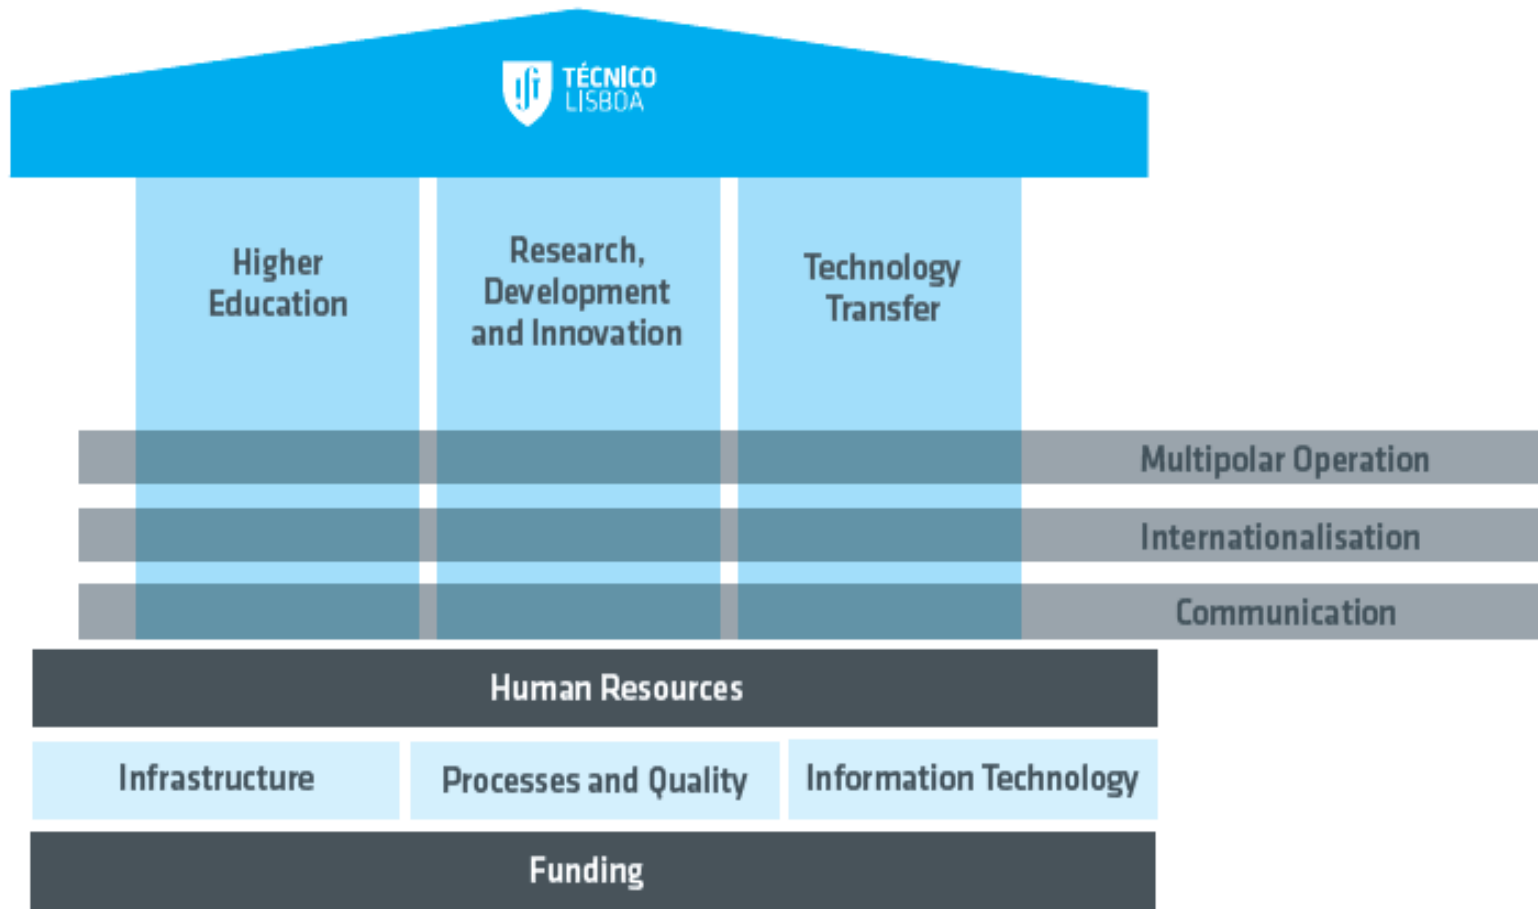 TÉCNICO
LISBOA
Higher
Education
Research,
Development
and Innovation
Technology
Transfer
Multipolar Operation
Internationalisation
Communication
Human Resources
Infrastructure
Processes and Quality
Information Technology
Funding